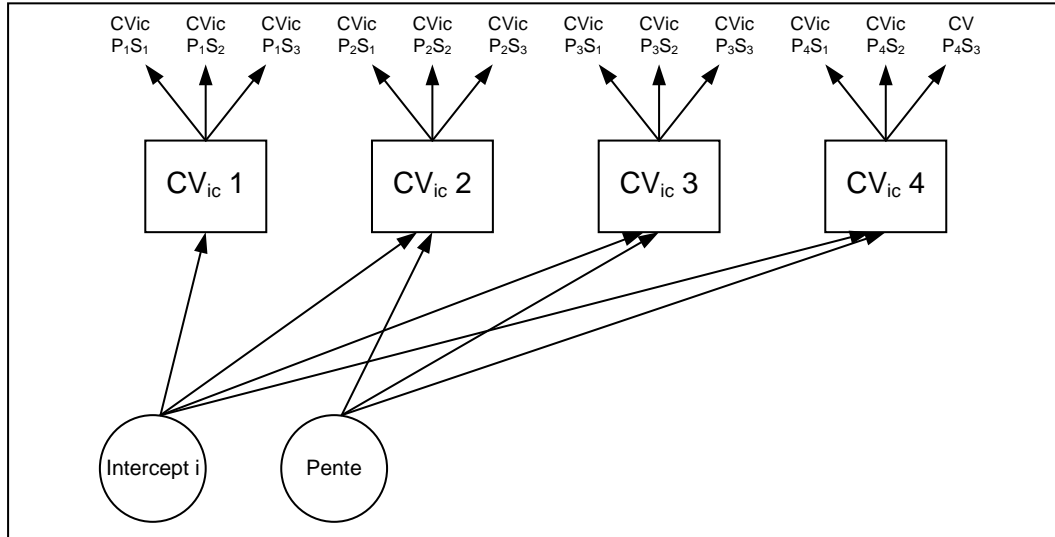 CVic CVic CVic CVic CVic CVic CVic CVic CVic CVic CVic CV
P₁S₁ P₁S₂ P₁S₃ P₂S₁ P₂S₂ P₂S₃ P₃S₁ P₃S₂ P₃S₃ P₄S₁ P₄S₂ P₄S₃
CVic 1 CVic 2 CVic 3 CVic 4
Intercept i Pente